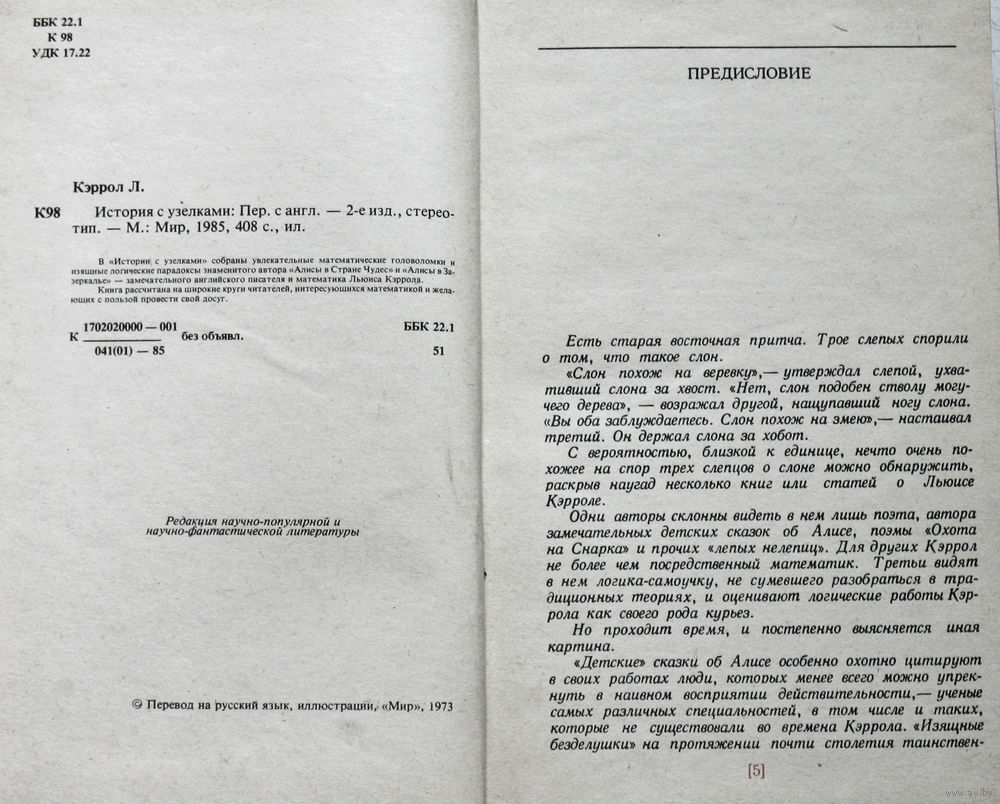 ББК 22.1
К 98
УДК 17.22
Кэррол Л.
К98 История с узелками: Пер. с англ. — 2-е изд., стерео-
тип. — М.: Мир, 1985, 408 с., ил.
В «Истории с узелками» собраны увлекательные математические головоломки и
изящные логические парадоксы знаменитого автора «Алисы в Стране Чудес» и «Алисы в За-
зеркалье» — замечательного английского писателя и математика Льюиса Кэррола.
Книга рассчитана на широкие круги читателей, интересующихся математикой и жела-
ющих с пользой провести свой досуг.
К 1702020000 — 001 без объявл. ББК 22.1
041(01) — 85 51
Редакция научно-популярной и
научно-фантастической литературы
© Перевод на русский язык, иллюстрации, «Мир», 1973
ПРЕДИСЛОВИЕ
Есть старая восточная притча. Трое слепых спорили
о том, что такое слон.
«Слон похож на веревку»,— утверждал слепой, ухва-
тивший слона за хвост. «Нет, слон подобен стволу могу-
чего дерева», — возражал другой, нащупавший ногу слона.
«Вы оба заблуждаетесь. Слон похож на змею»,— настаивал
третий. Он держал слона за хобот.
С вероятностью, близкой к единице, нечто очень по-
хожее на спор трех слепцов о слоне можно обнаружить,
раскрыв наугад несколько книг или статей о Льюисе
Кэрроле.
Одни авторы склонны видеть в нем лишь поэта, автора
замечательных детских сказок об Алисе, поэмы «Охота
на Снарка» и прочих «лепых нелепиц». Для других Кэррол
не более чем посредственный математик. Третьи видят
в нем логика-самоучку, не сумевшего разобраться в тра-
диционных теориях, и оценивают логические работы Кэр-
рола как своего рода курьез.
Но проходит время, и постепенно выясняется иная
картина.
«Детские» сказки об Алисе особенно охотно цитируют
в своих работах люди, которых менее всего можно упрек-
нуть в наивном восприятии действительности,— ученые
самых различных специальностей, в том числе и таких,
которые не существовали во времена Кэррола. «Изящные
безделушки» на протяжении почти столетия таинствен-
[5]
www.ay.by